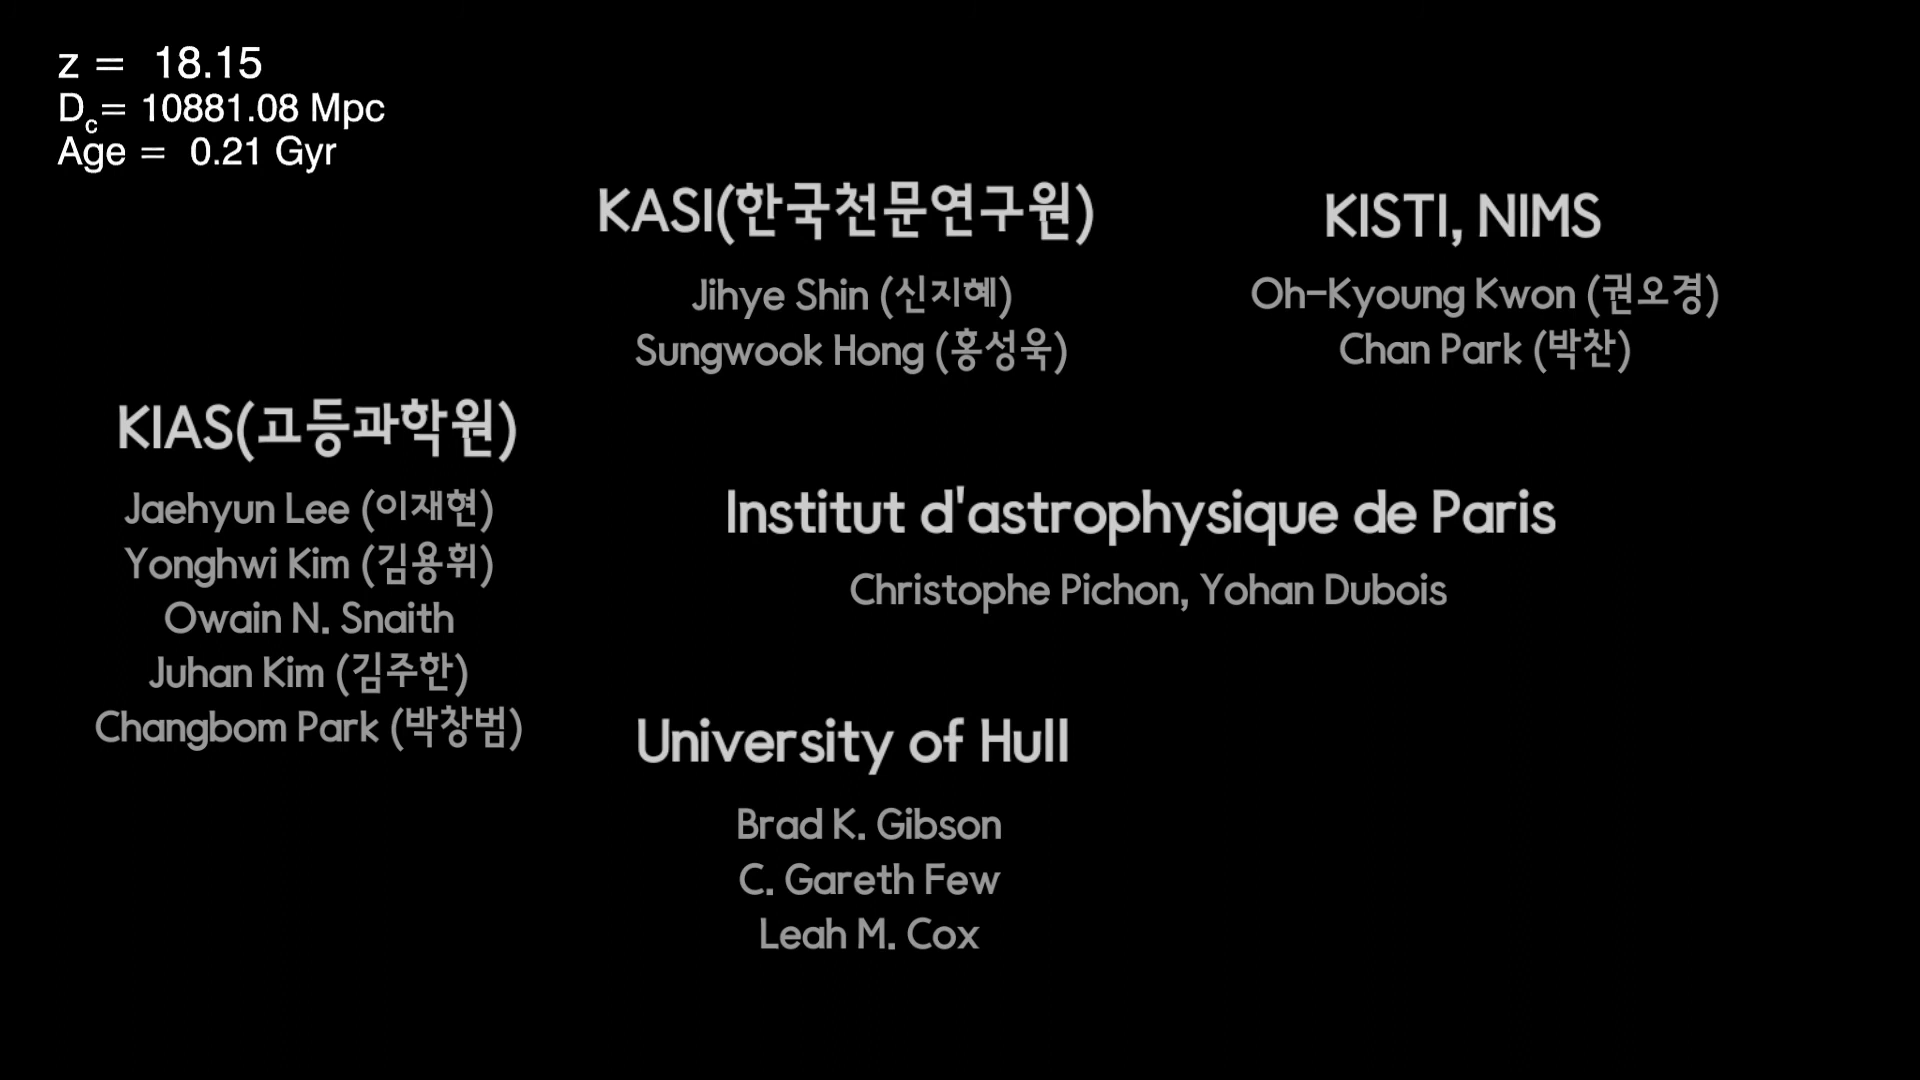 z = 18.15
Dc= 10881.08 Mpc
Age = 0.21 Gyr
KASI(한국천문연구원)
Jihye Shin (신지혜)
Sungwook Hong (홍성욱)
KISTI, NIMS
Oh-Kyoung Kwon (권오경)
Chan Park (박찬)
KIAS(고등과학원)
Jaehyun Lee (이재현)
Yonghwi Kim (김용휘)
Owain N. Snaith
Juhan Kim (김주한)
Changbom Park (박창범)
Institut d'astrophysique de Paris
Christophe Pichon, Yohan Dubois
University of Hull
Brad K. Gibson
C. Gareth Few
Leah M. Cox